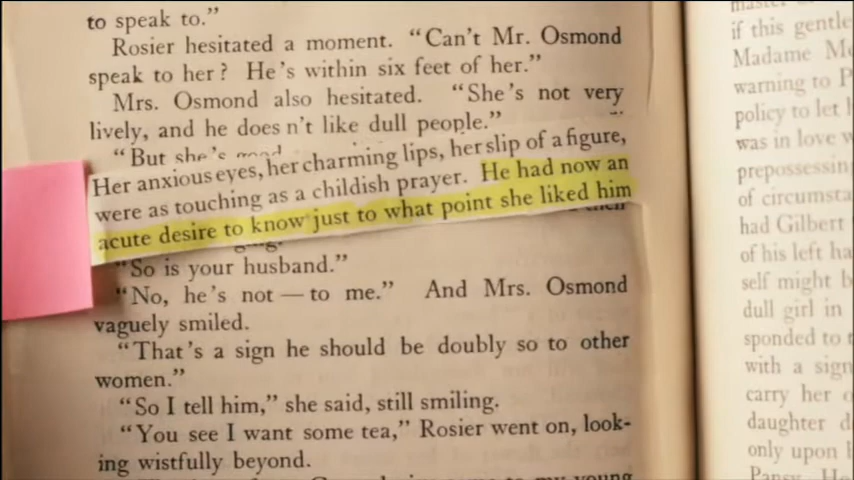 to speak to.”
Rosier hesitated a moment. “Can't Mr. Osmond
speak to her? He's within six feet of her.”
Mrs. Osmond also hesitated. “She's not very
lively, and he does n't like dull people.”
“But she's good
Her anxious eyes, her charming lips, her slip of a figure,
were as touching as a childish prayer. He had now an
acute desire to know just to what point she liked him
“So is your husband.”
“No, he's not — to me.” And Mrs. Osmond
vaguely smiled.
“That's a sign he should be doubly so to other
women.”
“So I tell him,” she said, still smiling.
“You see I want some tea,” Rosier went on, look-
ing wistfully beyond.
if this gentle
Madame Me
warning to P
policy to let h
was in love w
prepossessing
of circumsta
had Gilbert
of his left ha
self might b
dull girl in
sponded to
with a sign
carry her
daughter d
only upon
Pansy. He